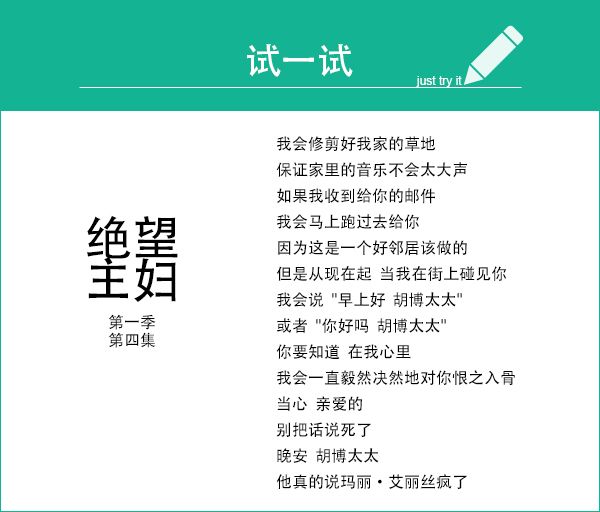 试一试
just try it
绝望
主妇
第一季
第四集
我会修剪好我家的草地
保证家里的音乐不会太大声
如果我收到给你的邮件
我会马上跑过去给你
因为这是一个好邻居该做的
但是从现在起 当我在街上碰见你
我会说 "早上好 胡博太太"
或者 "你好吗 胡博太太"
你要知道 在我心里
我会一直毅然决然地对你恨之入骨
当心 亲爱的
别把话说死了
晚安 胡博太太
他真的说玛丽·艾丽丝疯了